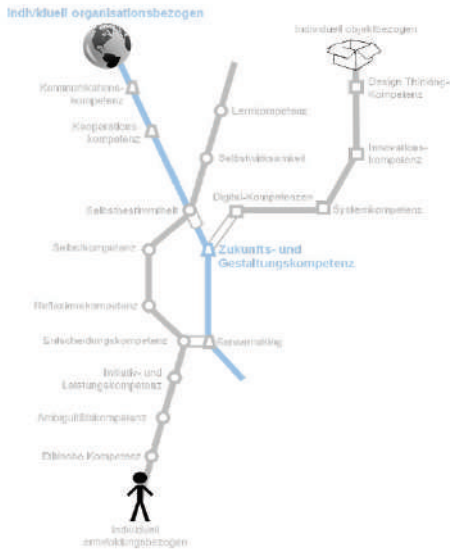 Individuell organisationsbezogen
Individuell objektbezogen
Kommunikations-
kompetenz
Design Thinking-
Kompetenz
Lernkompetenz
Kooperations-
kompetenz
Innovations-
kompetenz
Selbstwirksamkeit
Digital-Kompetenzen
Selbstbestimmtheit
Systemkompetenz
Selbstkompetenz
Zukunfts- und
Gestaltungskompetenz
Reflexionskompetenz
Entscheidungskompetenz
Sensemaking
Initiativ- und
Leistungskompetenz
Ambiguitätskompetenz
Ethische Kompetenz
Individuell
entwicklungsbezogen